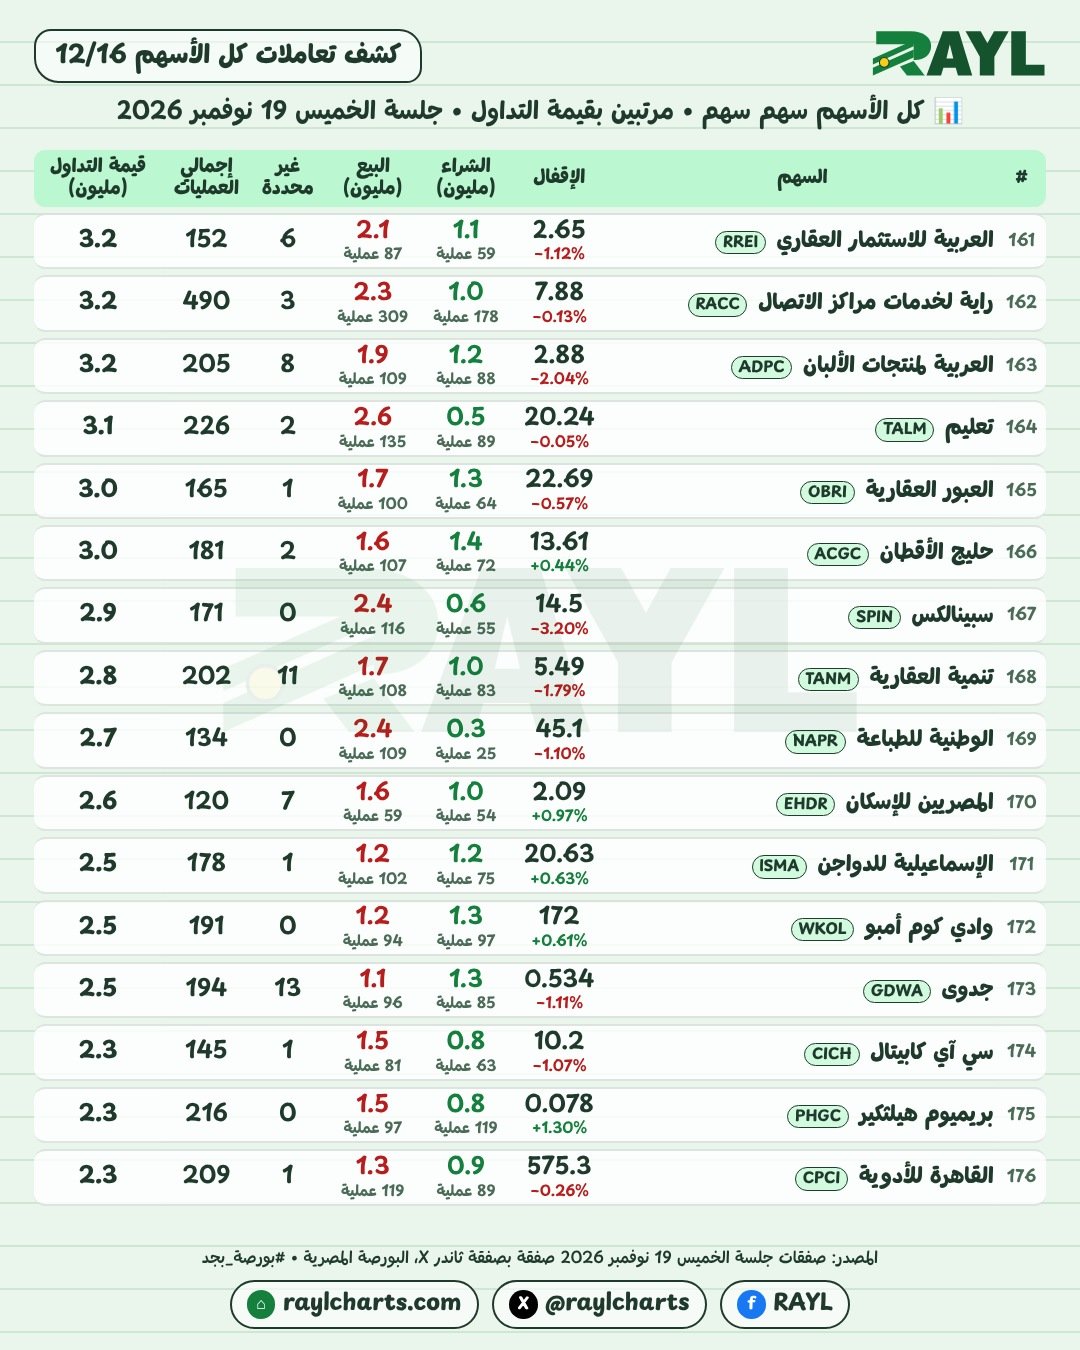 RAYL
كشف تعاملات كل الأسهم 12/16
📊 كل الأسهم سهم سهم • مرتبين بقيمة التداول • جلسة الخميس 19 نوفمبر 2026
# السهم الإقفال الشراء (مليون) البيع (مليون) غير محددة إجمالي العمليات قيمة التداول (مليون)
161 العربية للاستثمار العقاري RREI 2.65 1.1 2.1 6 152 3.2
−1.12% 59 عملية 87 عملية
162 راية لخدمات مراكز الاتصال RACC 7.88 1.0 2.3 3 490 3.2
−0.13% 178 عملية 309 عملية
163 العربية لمنتجات الألبان ADPC 2.88 1.2 1.9 8 205 3.2
−2.04% 88 عملية 109 عملية
164 تعليم TALM 20.24 0.5 2.6 2 226 3.1
−0.05% 89 عملية 135 عملية
165 العبور العقارية OBRI 22.69 1.3 1.7 1 165 3.0
−0.57% 64 عملية 100 عملية
166 حليج الأقطان ACGC 13.61 1.4 1.6 2 181 3.0
+0.44% 72 عملية 107 عملية
167 سبينالكس SPIN 14.5 0.6 2.4 0 171 2.9
−3.20% 55 عملية 116 عملية
168 تنمية العقارية TANM 5.49 1.0 1.7 11 202 2.8
−1.79% 83 عملية 108 عملية
169 الوطنية للطباعة NAPR 45.1 0.3 2.4 0 134 2.7
−1.10% 25 عملية 109 عملية
170 المصريين للإسكان EHDR 2.09 1.0 1.6 7 120 2.6
+0.97% 54 عملية 59 عملية
171 الإسماعيلية للدواجن ISMA 20.63 1.2 1.2 1 178 2.5
+0.63% 75 عملية 102 عملية
172 وادي كوم أمبو WKOL 172 1.3 1.2 0 191 2.5
+0.61% 97 عملية 94 عملية
173 جدوى GDWA 0.534 1.3 1.1 13 194 2.5
−1.11% 85 عملية 96 عملية
174 سي آي كابيتال CICH 10.2 0.8 1.5 1 145 2.3
−1.07% 63 عملية 81 عملية
175 بريميوم هيلثكير PHGC 0.078 0.8 1.5 0 216 2.3
+1.30% 119 عملية 97 عملية
176 القاهرة للأدوية CPCI 575.3 0.9 1.3 1 209 2.3
−0.26% 89 عملية 119 عملية
المصدر: صفقات جلسة الخميس 19 نوفمبر 2026 صفقة بصفقة ثاندر X، البورصة المصرية • #بورصة_بجد
raylcharts.com @raylcharts RAYL